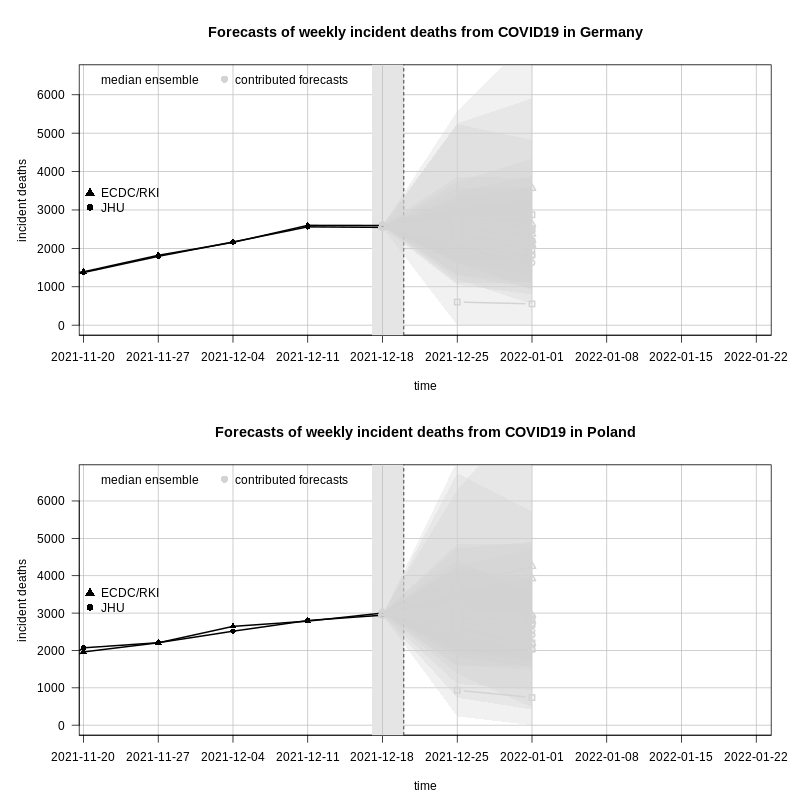 Forecasts of weekly incident deaths from COVID19 in Germany
median ensemble contributed forecasts
6000
5000
4000
3000
2000
1000
0
incident deaths
ECDC/RKI
JHU
2021-11-20 2021-11-27 2021-12-04 2021-12-11 2021-12-18 2021-12-25 2022-01-01 2022-01-08 2022-01-15 2022-01-22
time
Forecasts of weekly incident deaths from COVID19 in Poland
median ensemble contributed forecasts
6000
5000
4000
3000
2000
1000
0
incident deaths
ECDC/RKI
JHU
2021-11-20 2021-11-27 2021-12-04 2021-12-11 2021-12-18 2021-12-25 2022-01-01 2022-01-08 2022-01-15 2022-01-22
time